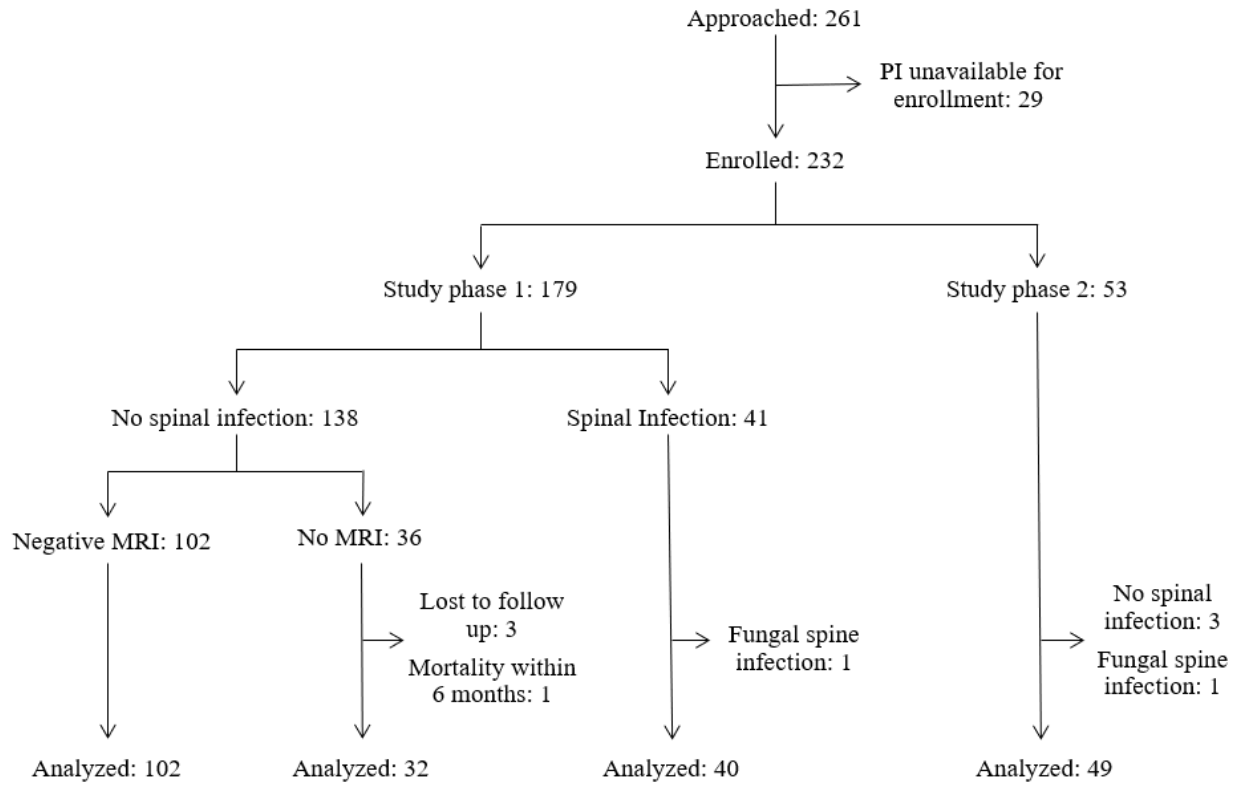 Approached: 261
PI unavailable for
enrollment: 29
Enrolled: 232
Study phase 1: 179
Study phase 2: 53
No spinal infection: 138
Spinal Infection: 41
Negative MRI: 102
No MRI: 36
Lost to follow
up: 3
Mortality within
6 months: 1
Fungal spine
infection: 1
No spinal
infection: 3
Fungal spine
infection: 1
Analyzed: 102
Analyzed: 32
Analyzed: 40
Analyzed: 49